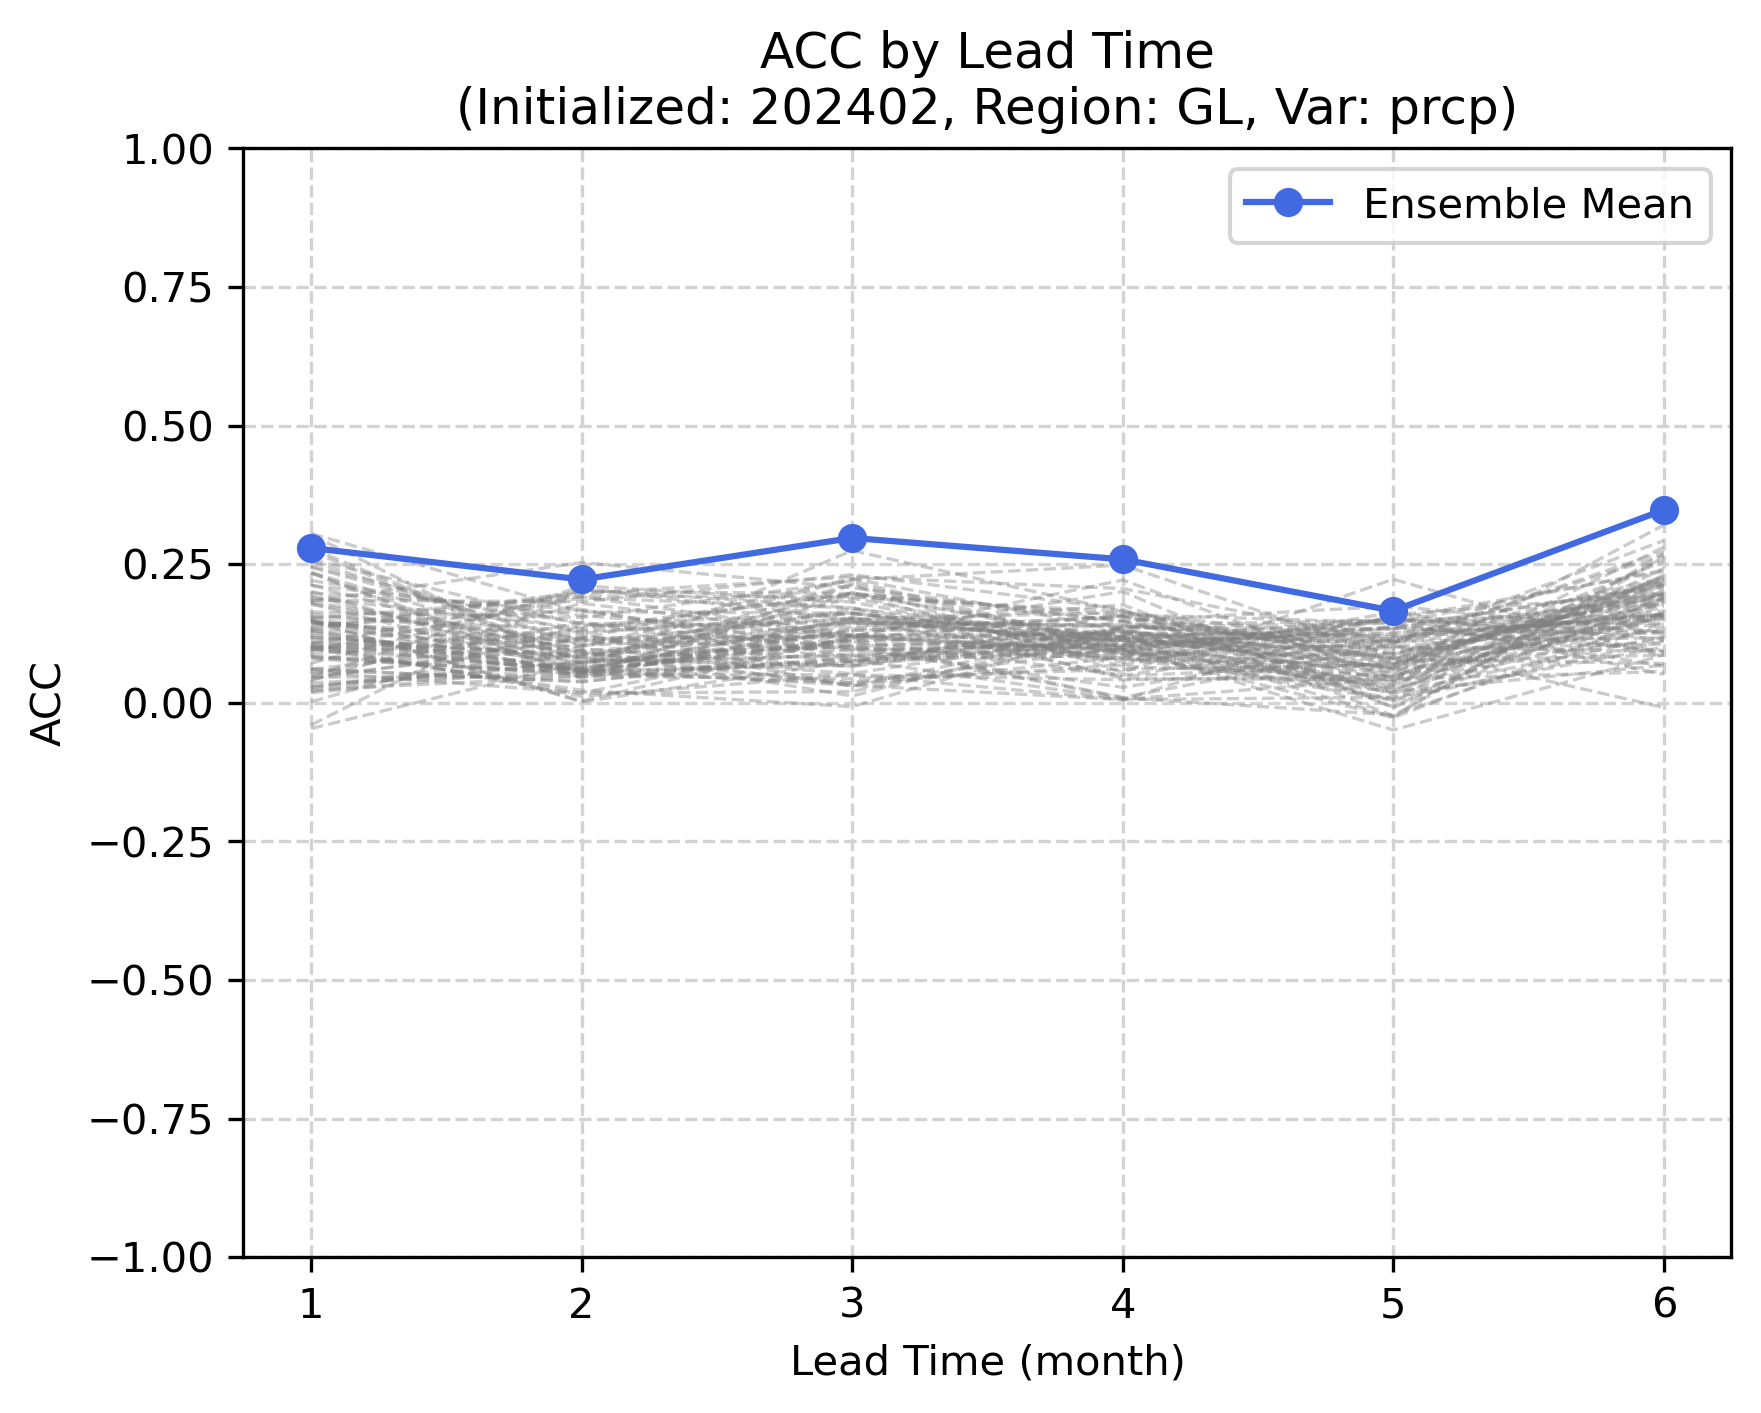 ACC by Lead Time
(Initialized: 202402, Region: GL, Var: prcp)
Ensemble Mean
1.00
0.75
0.50
0.25
0.00
−0.25
−0.50
−0.75
−1.00
ACC
1 2 3 4 5 6
Lead Time (month)